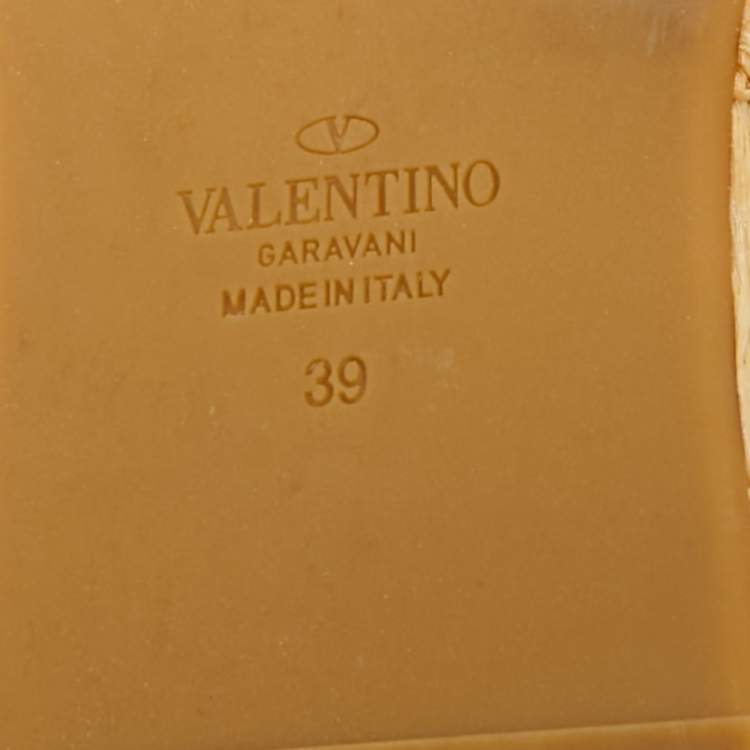 V
VALENTINO
GARAVANI
MADE IN ITALY
39